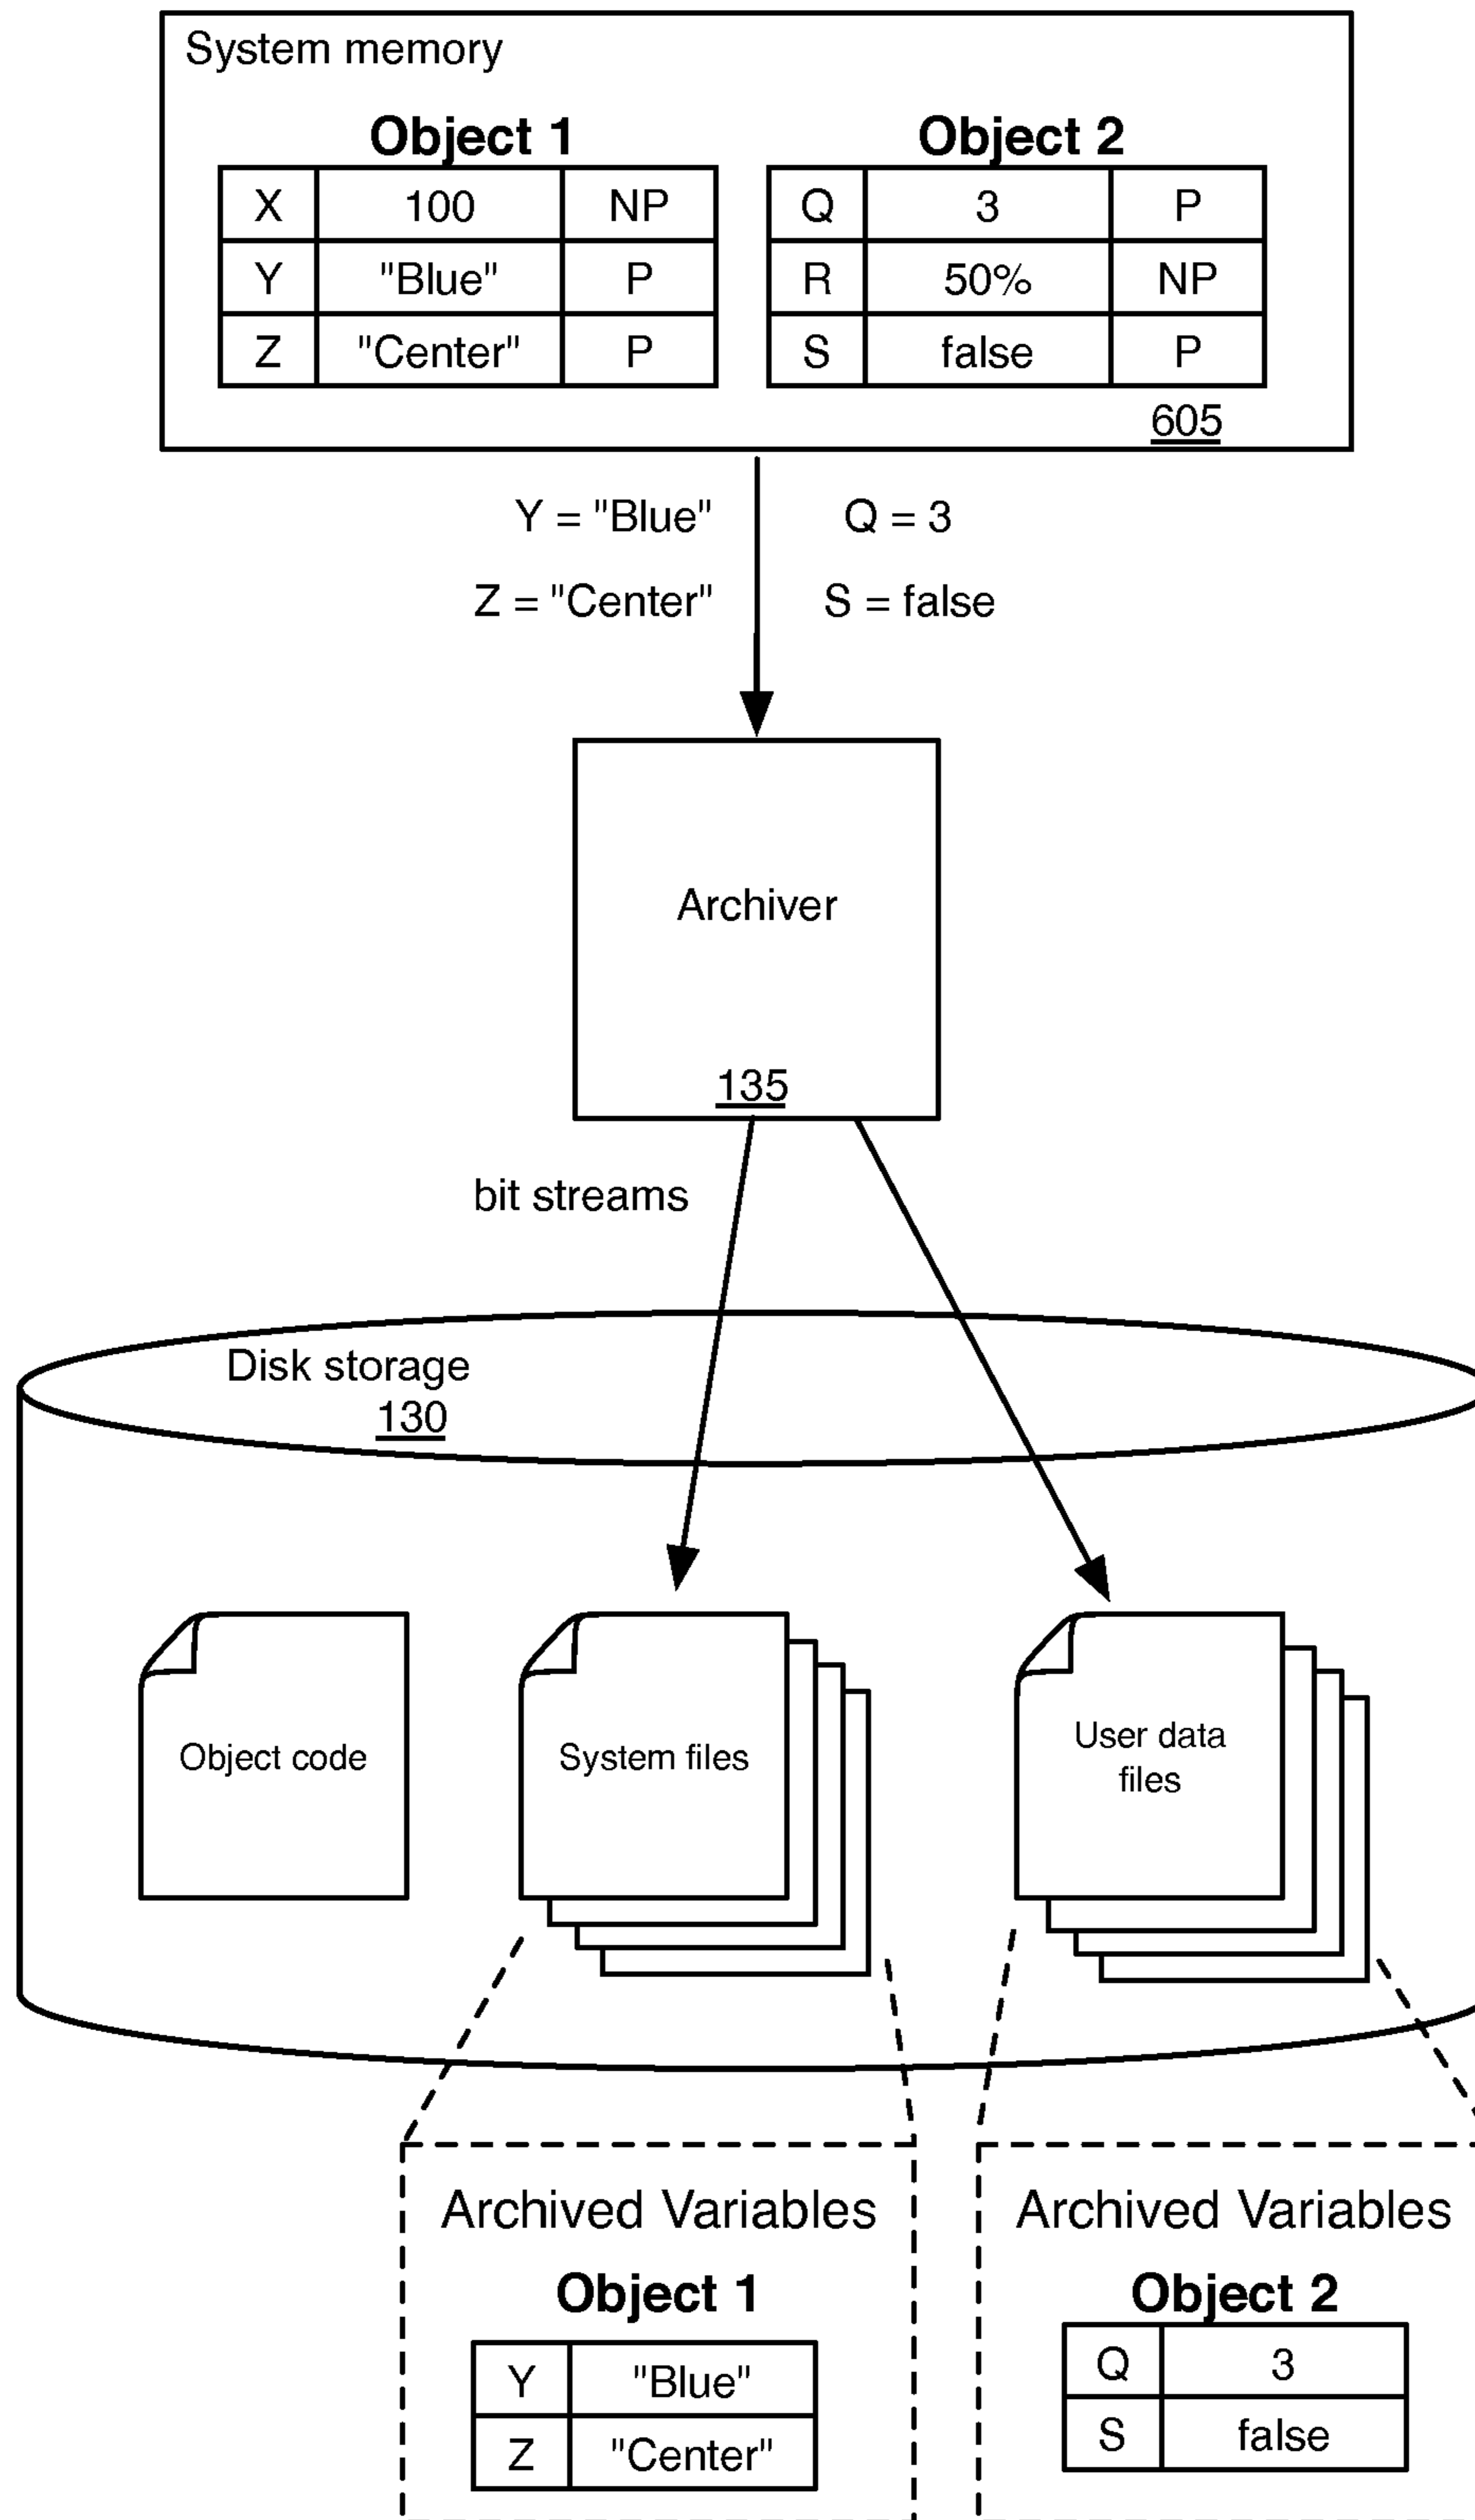 System memory
Object 1 Object 2
X 100 NP Q 3 P
Y "Blue" P R 50% NP
Z "Center" P S false P
605
Y = "Blue" Q = 3
Z = "Center" S = false
Archiver
135
bit streams
Disk storage
130
Object code
System files
User data
files
Archived Variables Archived Variables
Object 1 Object 2
Y "Blue" Q 3
Z "Center" S false